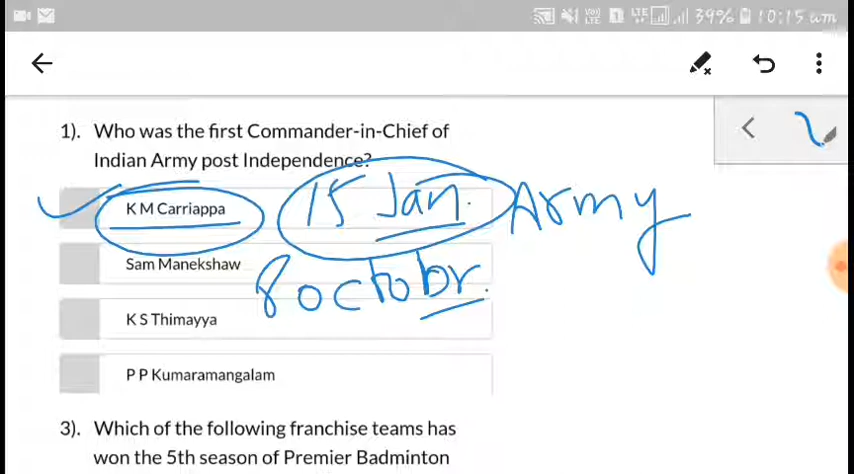 39% 10:15 am
1). Who was the first Commander-in-Chief of
Indian Army post Independence?
K M Carriappa 15 Jan. Army
Sam Manekshaw 8 octobr.
K S Thimayya
P P Kumaramangalam
3). Which of the following franchise teams has
won the 5th season of Premier Badminton